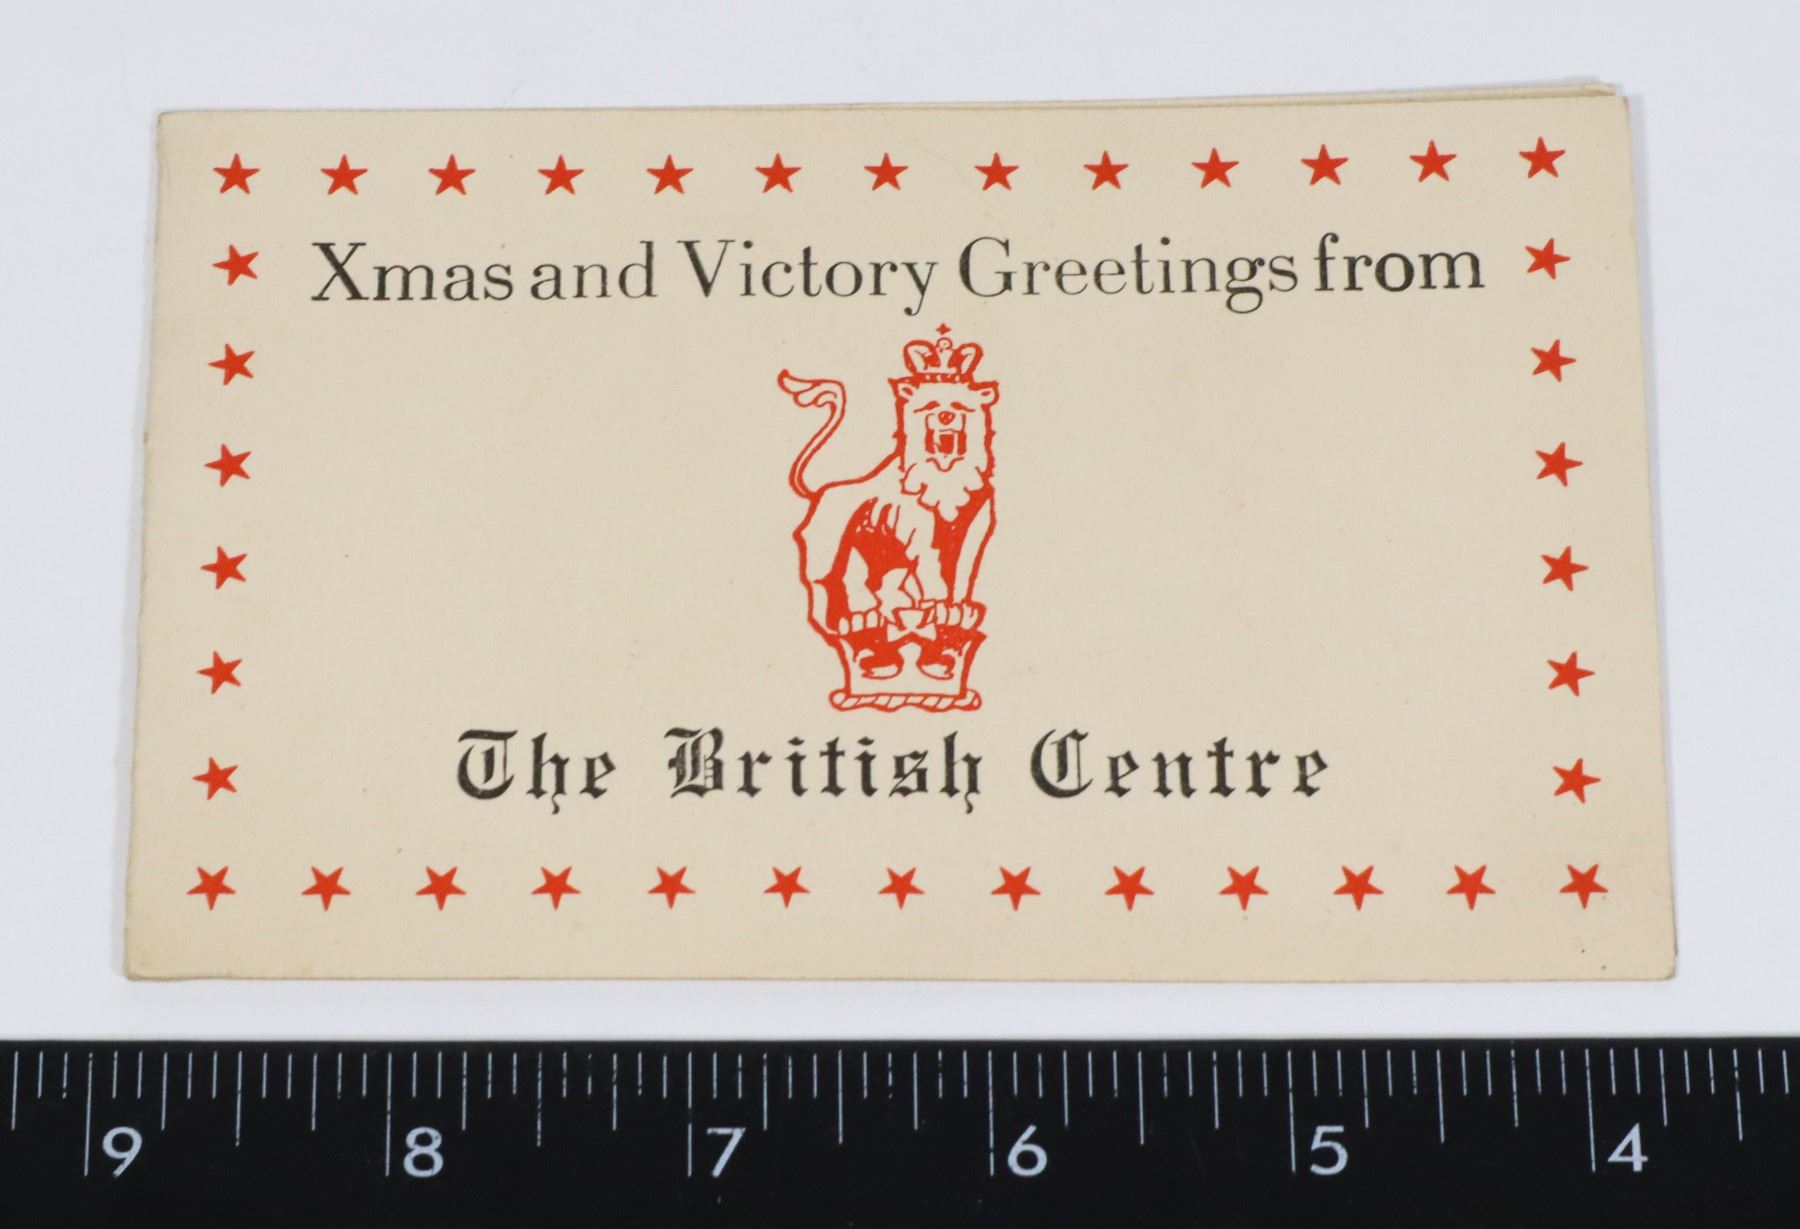 Xmas and Victory Greetings from
The British Centre
9 8 7 6 5 4